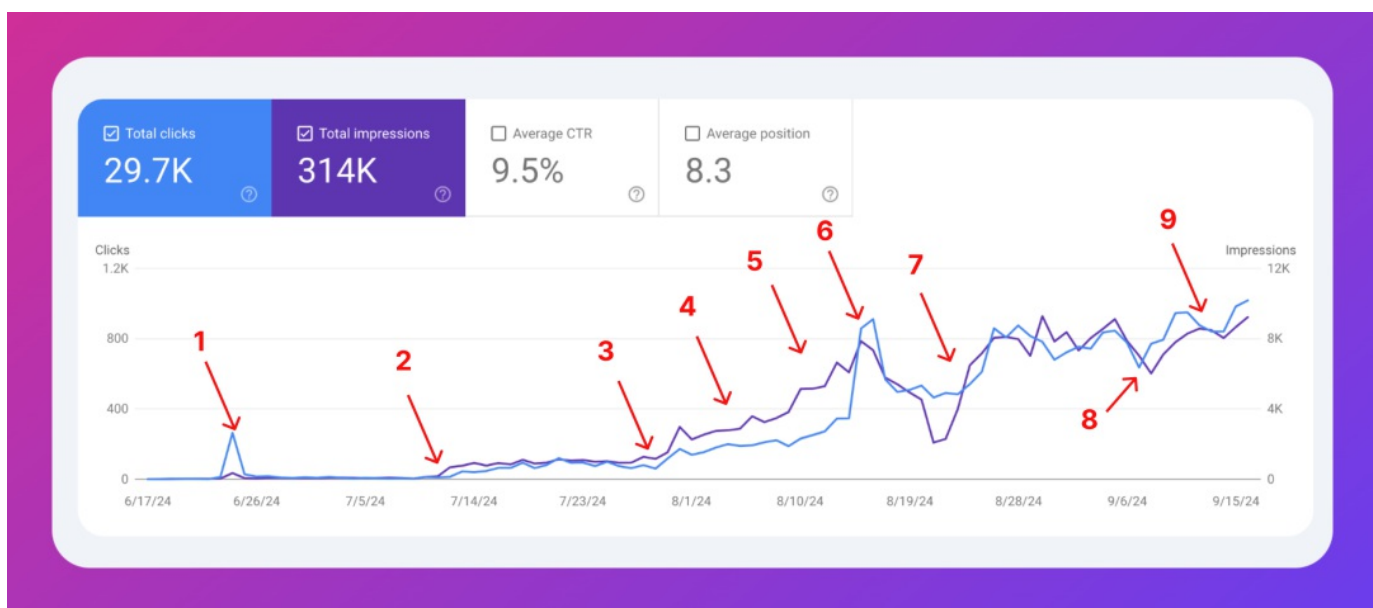 Total clicks
29.7K
Total impressions
314K
Average CTR
9.5%
Average position
8.3
Clicks
Impressions
1.2K
12K
800
8K
400
4K
0
0
1
2
3
4
5
6
7
8
9
6/17/24
6/26/24
7/5/24
7/14/24
7/23/24
8/1/24
8/10/24
8/19/24
8/28/24
9/6/24
9/15/24